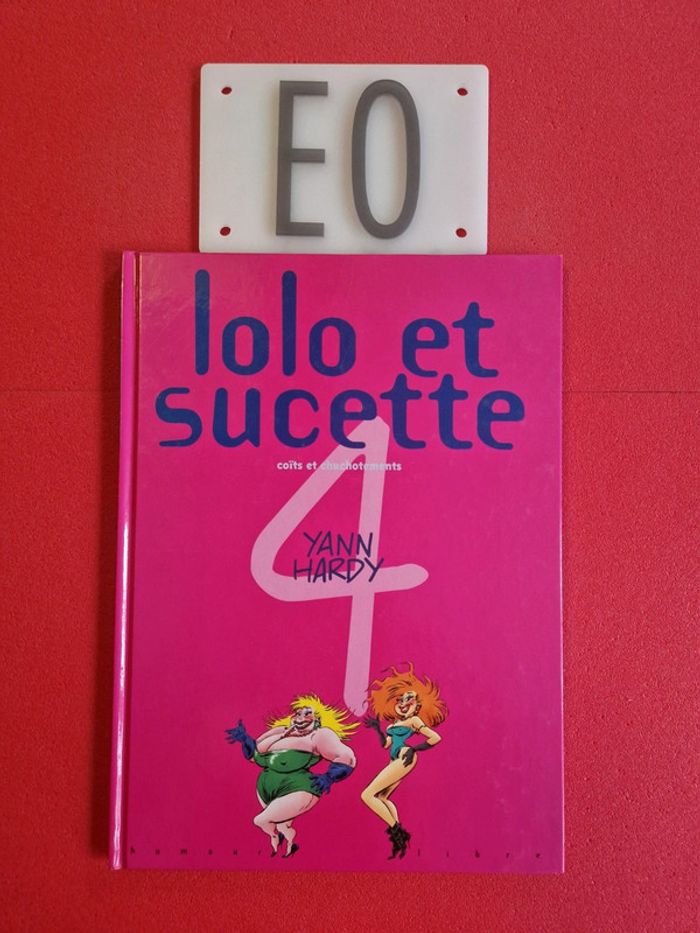 EO
lolo et
sucette
coïts et chuchotements
4
YANN
HARDY
humour libre